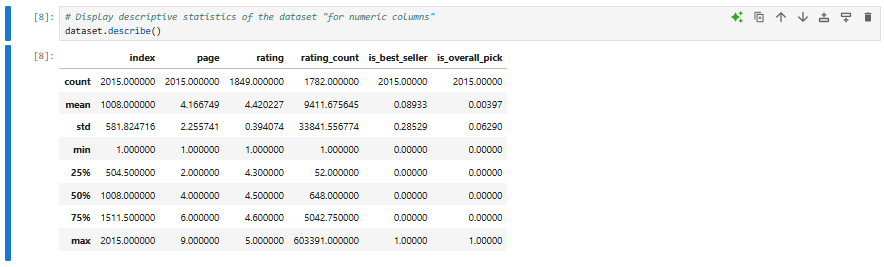 [8]: # Display descriptive statistics of the dataset "for numeric columns"
dataset.describe()
[8]: index page rating rating_count is_best_seller is_overall_pick
count 2015.000000 2015.000000 1849.000000 1782.000000 2015.00000 2015.00000
mean 1008.000000 4.166749 4.420227 9411.675645 0.08933 0.00397
std 581.824716 2.255741 0.394074 33841.556774 0.28529 0.06290
min 1.000000 1.000000 1.000000 1.000000 0.00000 0.00000
25% 504.500000 2.000000 4.300000 52.000000 0.00000 0.00000
50% 1008.000000 4.000000 4.500000 648.000000 0.00000 0.00000
75% 1511.500000 6.000000 4.600000 5042.750000 0.00000 0.00000
max 2015.000000 9.000000 5.000000 603391.000000 1.00000 1.00000